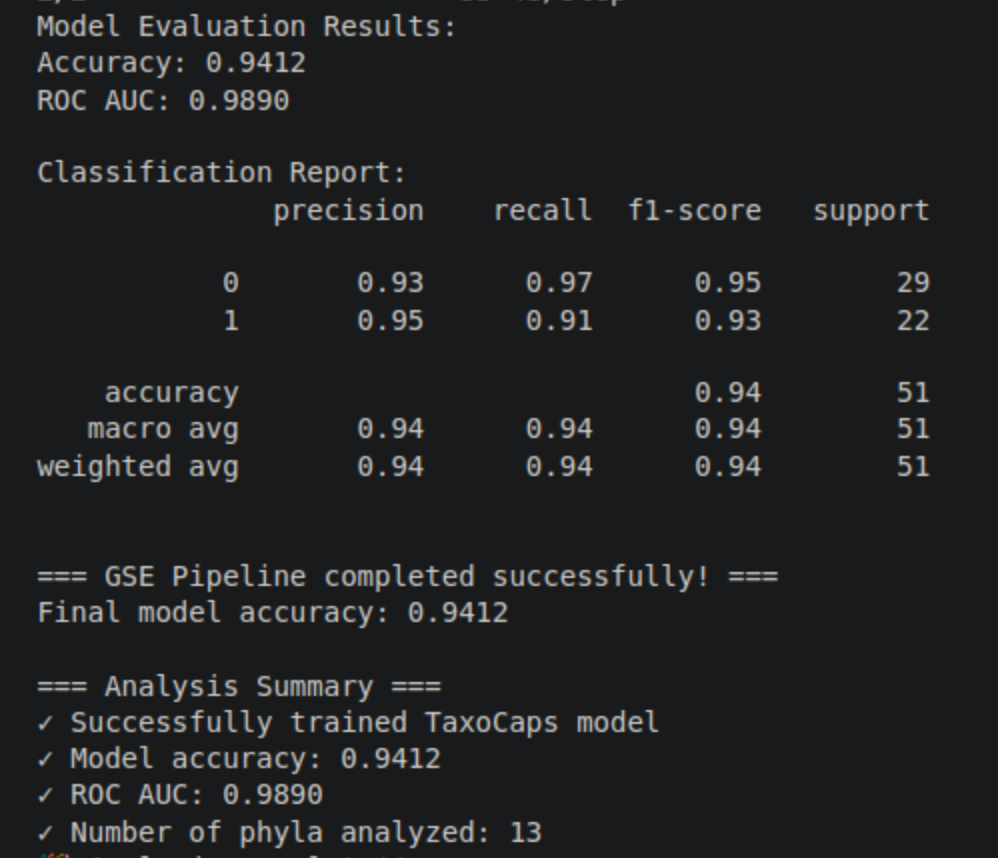 Model Evaluation Results:
Accuracy: 0.9412
ROC AUC: 0.9890
Classification Report:
precision recall f1-score support
0 0.93 0.97 0.95 29
1 0.95 0.91 0.93 22
accuracy 0.94 51
macro avg 0.94 0.94 0.94 51
weighted avg 0.94 0.94 0.94 51
=== GSE Pipeline completed successfully! ===
Final model accuracy: 0.9412
=== Analysis Summary ===
✓ Successfully trained TaxoCaps model
✓ Model accuracy: 0.9412
✓ ROC AUC: 0.9890
✓ Number of phyla analyzed: 13